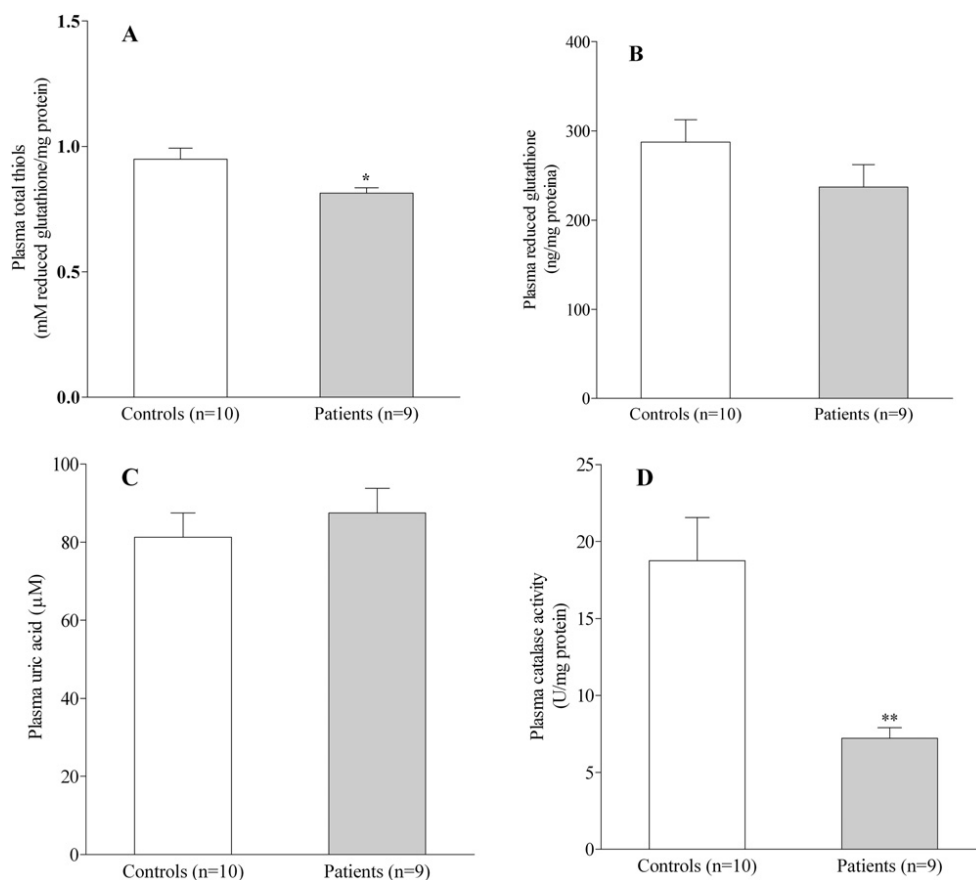 A
Plasma total thiols
(mM reduced glutathione/mg protein)
1.5
1.0
0.5
0.0
*
Controls (n=10) Patients (n=9)
B
Plasma reduced glutathione
(ng/mg proteina)
400
300
200
100
0
Controls (n=10) Patients (n=9)
C
Plasma uric acid (µM)
100
80
60
40
20
0
Controls (n=10) Patients (n=9)
D
Plasma catalase activity
(U/mg protein)
25
20
15
10
5
0
**
Controls (n=10) Patients (n=9)